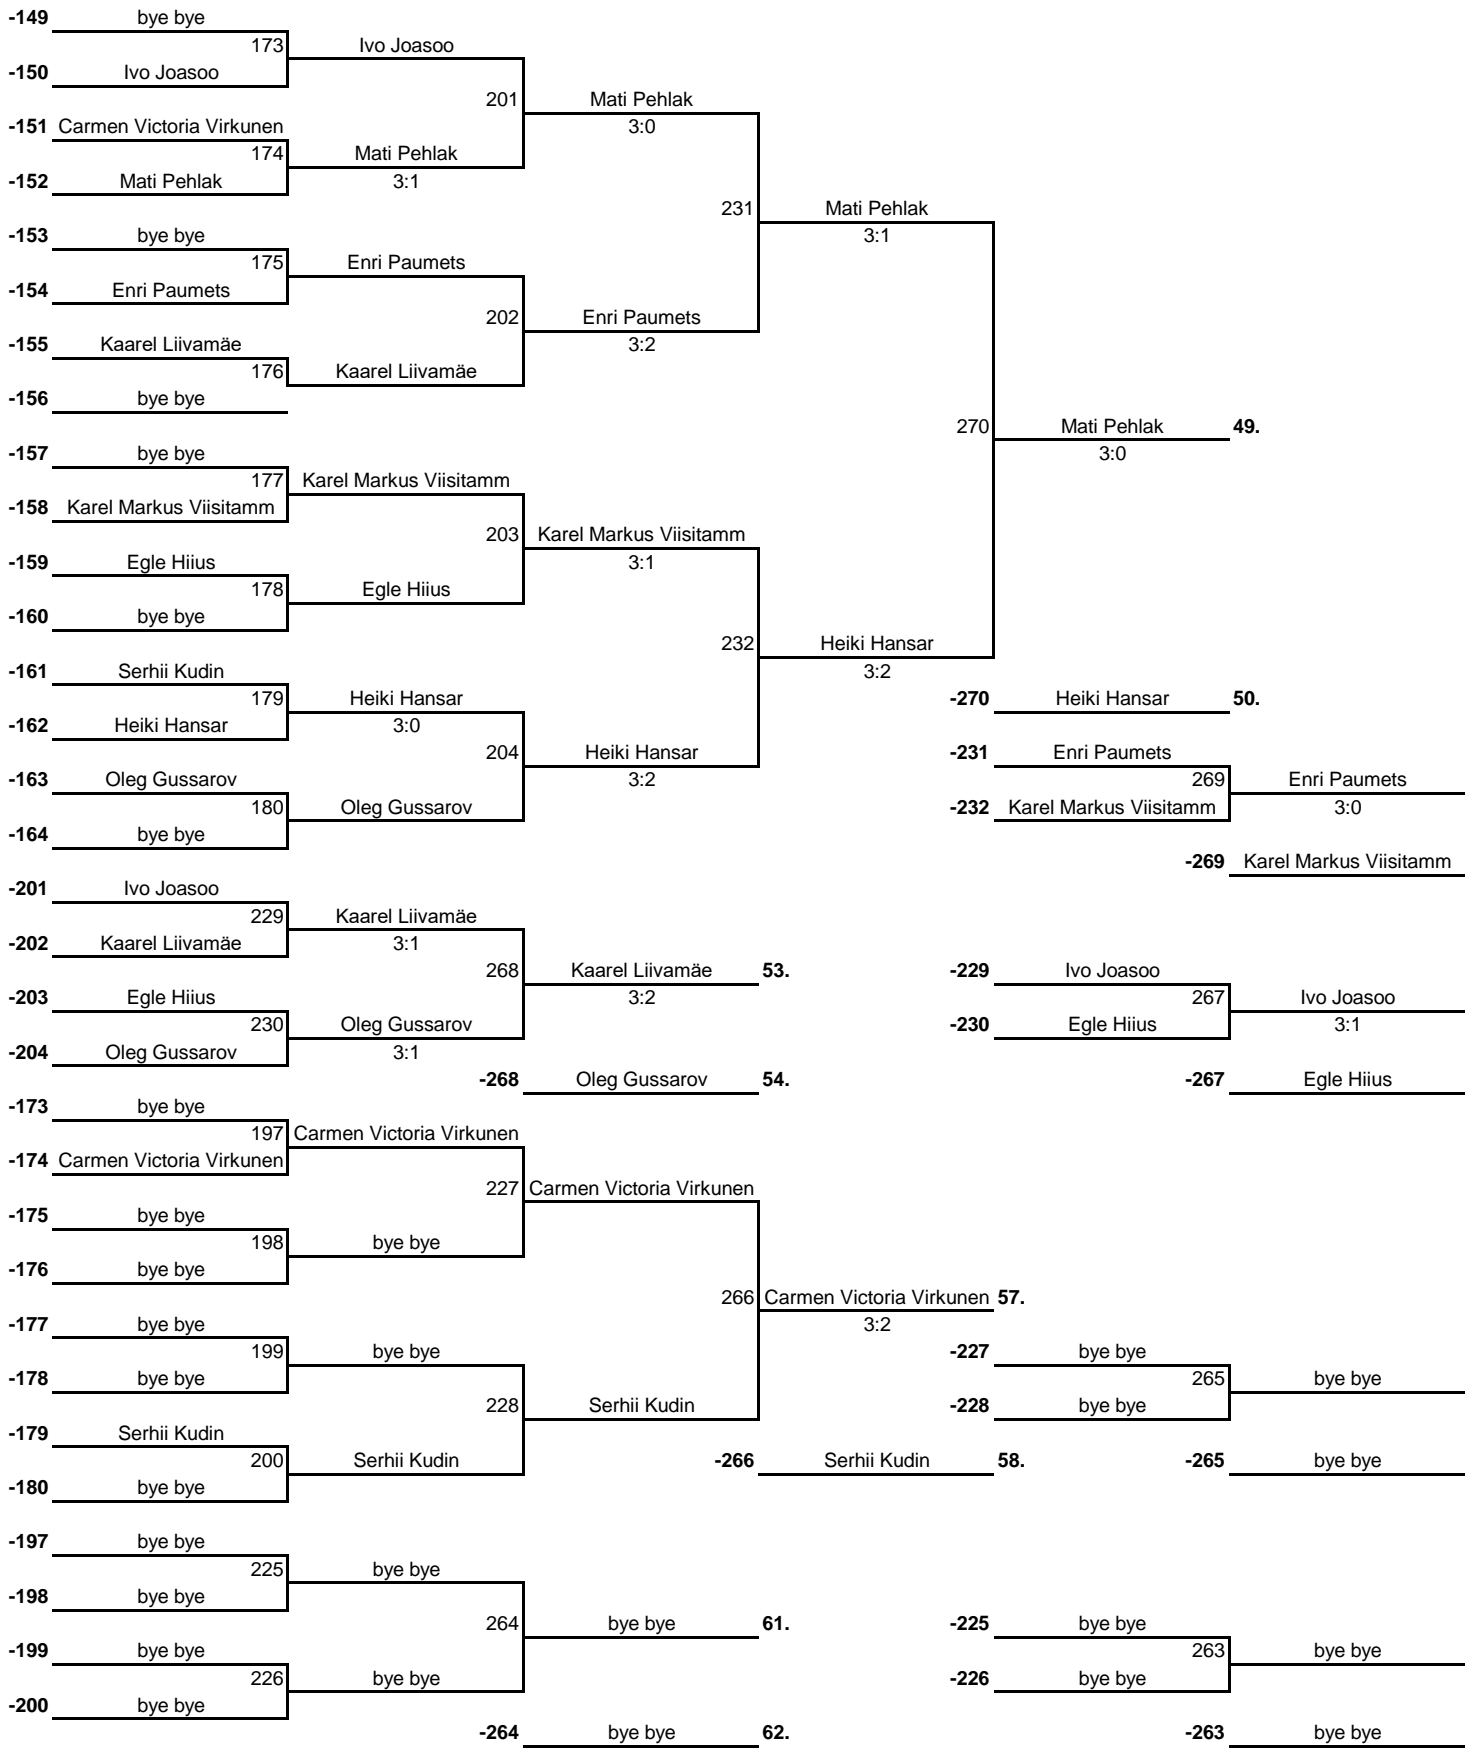 -149 bye bye
173 Ivo Joasoo
-150 Ivo Joasoo
201 Mati Pehlak
-151 Carmen Victoria Virkunen 3:0
174 Mati Pehlak
-152 Mati Pehlak 3:1
231 Mati Pehlak
-153 bye bye 3:1
175 Enri Paumets
-154 Enri Paumets
202 Enri Paumets
-155 Kaarel Liivamäe 3:2
176 Kaarel Liivamäe
-156 bye bye
270 Mati Pehlak 49.
-157 bye bye 3:0
177 Karel Markus Viisitamm
-158 Karel Markus Viisitamm
203 Karel Markus Viisitamm
-159 Egle Hiius 3:1
178 Egle Hiius
-160 bye bye
232 Heiki Hansar
-161 Serhii Kudin 3:2
179 Heiki Hansar -270 Heiki Hansar 50.
-162 Heiki Hansar 3:0
204 Heiki Hansar -231 Enri Paumets
-163 Oleg Gussarov 3:2 269 Enri Paumets
180 Oleg Gussarov -232 Karel Markus Viisitamm 3:0
-164 bye bye
-269 Karel Markus Viisitamm
-201 Ivo Joasoo
229 Kaarel Liivamäe
-202 Kaarel Liivamäe 3:1
268 Kaarel Liivamäe 53. -229 Ivo Joasoo
-203 Egle Hiius 3:2 267 Ivo Joasoo
230 Oleg Gussarov -230 Egle Hiius 3:1
-204 Oleg Gussarov 3:1
-268 Oleg Gussarov 54. -267 Egle Hiius
-173 bye bye
197 Carmen Victoria Virkunen
-174 Carmen Victoria Virkunen
227 Carmen Victoria Virkunen
-175 bye bye
198 bye bye
-176 bye bye
266 Carmen Victoria Virkunen 57.
-177 bye bye 3:2
199 bye bye -227 bye bye
-178 bye bye 265 bye bye
228 Serhii Kudin -228 bye bye
-179 Serhii Kudin
200 Serhii Kudin -266 Serhii Kudin 58. -265 bye bye
-180 bye bye
-197 bye bye
225 bye bye
-198 bye bye
264 bye bye 61. -225 bye bye
-199 bye bye 263 bye bye
226 bye bye -226 bye bye
-200 bye bye
-264 bye bye 62. -263 bye bye